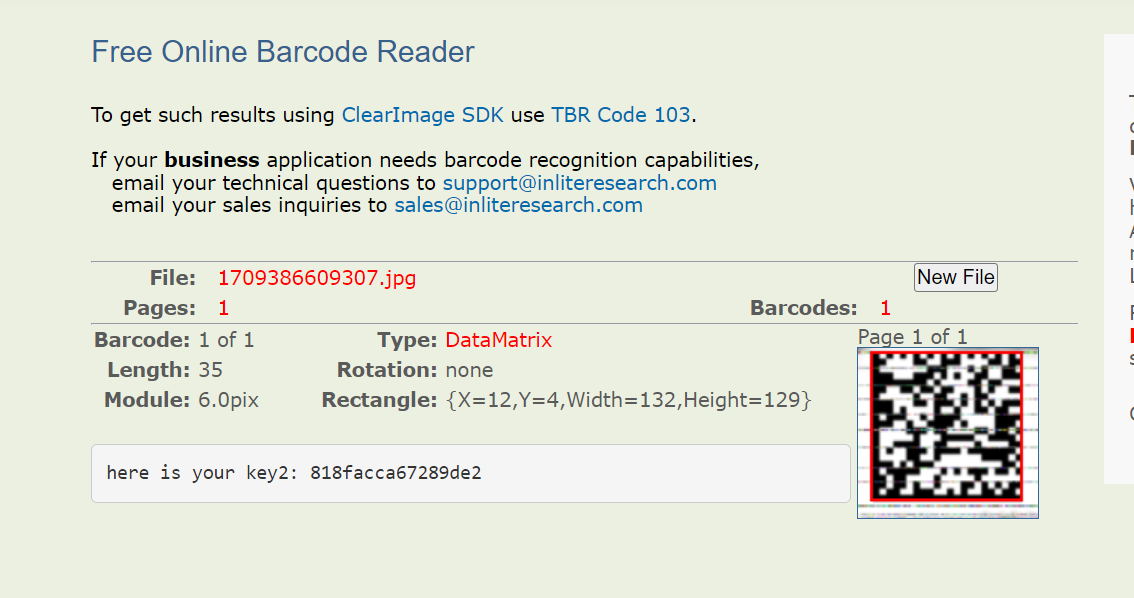 Free Online Barcode Reader
To get such results using ClearImage SDK use TBR Code 103.
If your business application needs barcode recognition capabilities,
email your technical questions to support@inliteresearch.com
email your sales inquiries to sales@inliteresearch.com
File: 1709386609307.jpg New File
Pages: 1 Barcodes: 1
Barcode: 1 of 1 Type: DataMatrix Page 1 of 1
Length: 35 Rotation: none
Module: 6.0pix Rectangle: {X=12,Y=4,Width=132,Height=129}
here is your key2: 818facca67289de2